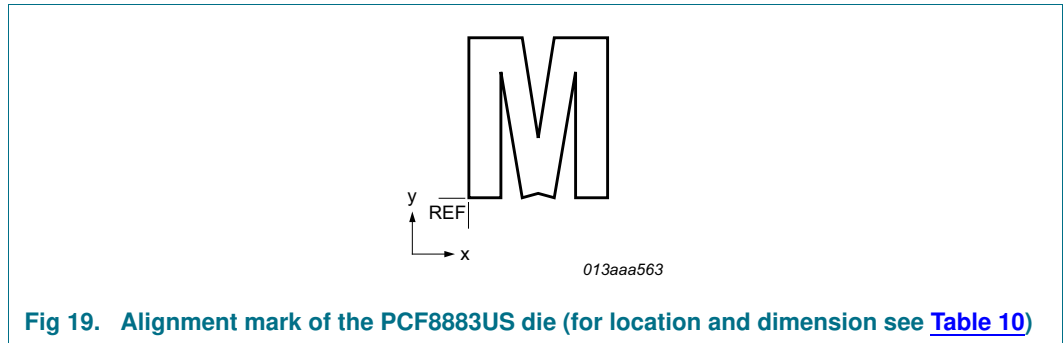 M
y
REF
x
013aaa563
Fig 19. Alignment mark of the PCF8883US die (for location and dimension see Table 10)